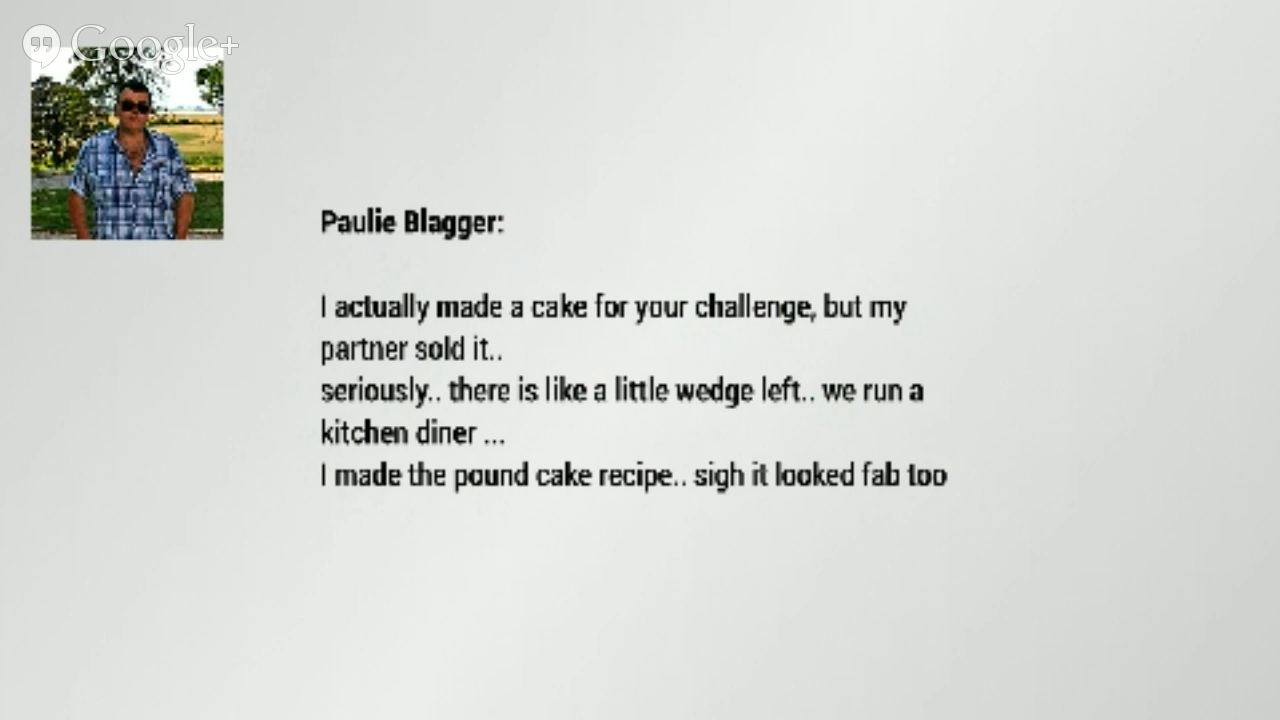 Google+
Paulie Blagger:
I actually made a cake for your challenge, but my
partner sold it..
seriously.. there is like a little wedge left.. we run a
kitchen diner ...
I made the pound cake recipe.. sigh it looked fab too